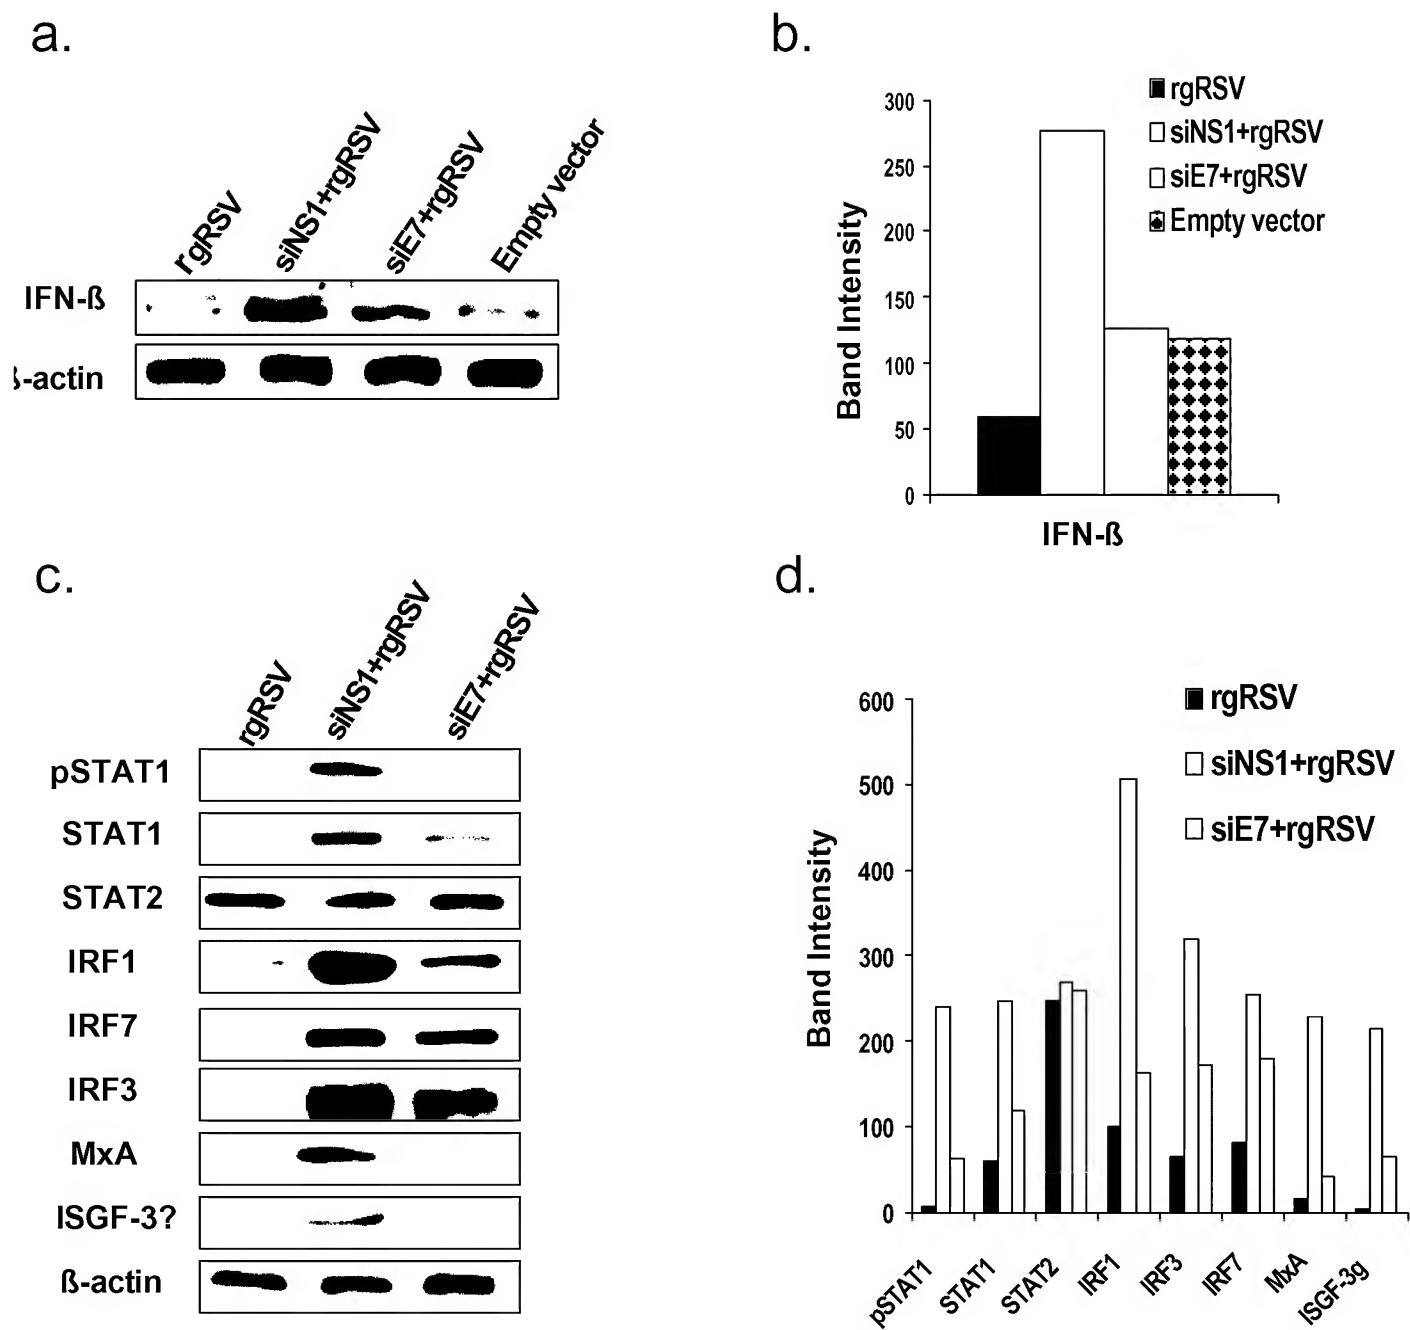 a.
rgRSV
siNS1+rgRSV
siE7+rgRSV
Empty vector
IFN-ß
ß-actin
b.
rgRSV
siNS1+rgRSV
siE7+rgRSV
Empty vector
300
250
200
150
100
50
0
Band Intensity
IFN-ß
c.
rgRSV
siNS1+rgRSV
siE7+rgRSV
pSTAT1
STAT1
STAT2
IRF1
IRF7
IRF3
MxA
ISGF-3?
ß-actin
d.
rgRSV
siNS1+rgRSV
siE7+rgRSV
600
500
400
300
200
100
0
Band Intensity
pSTAT1
STAT1
STAT2
IRF1
IRF3
IRF7
MxA
ISGF-3g